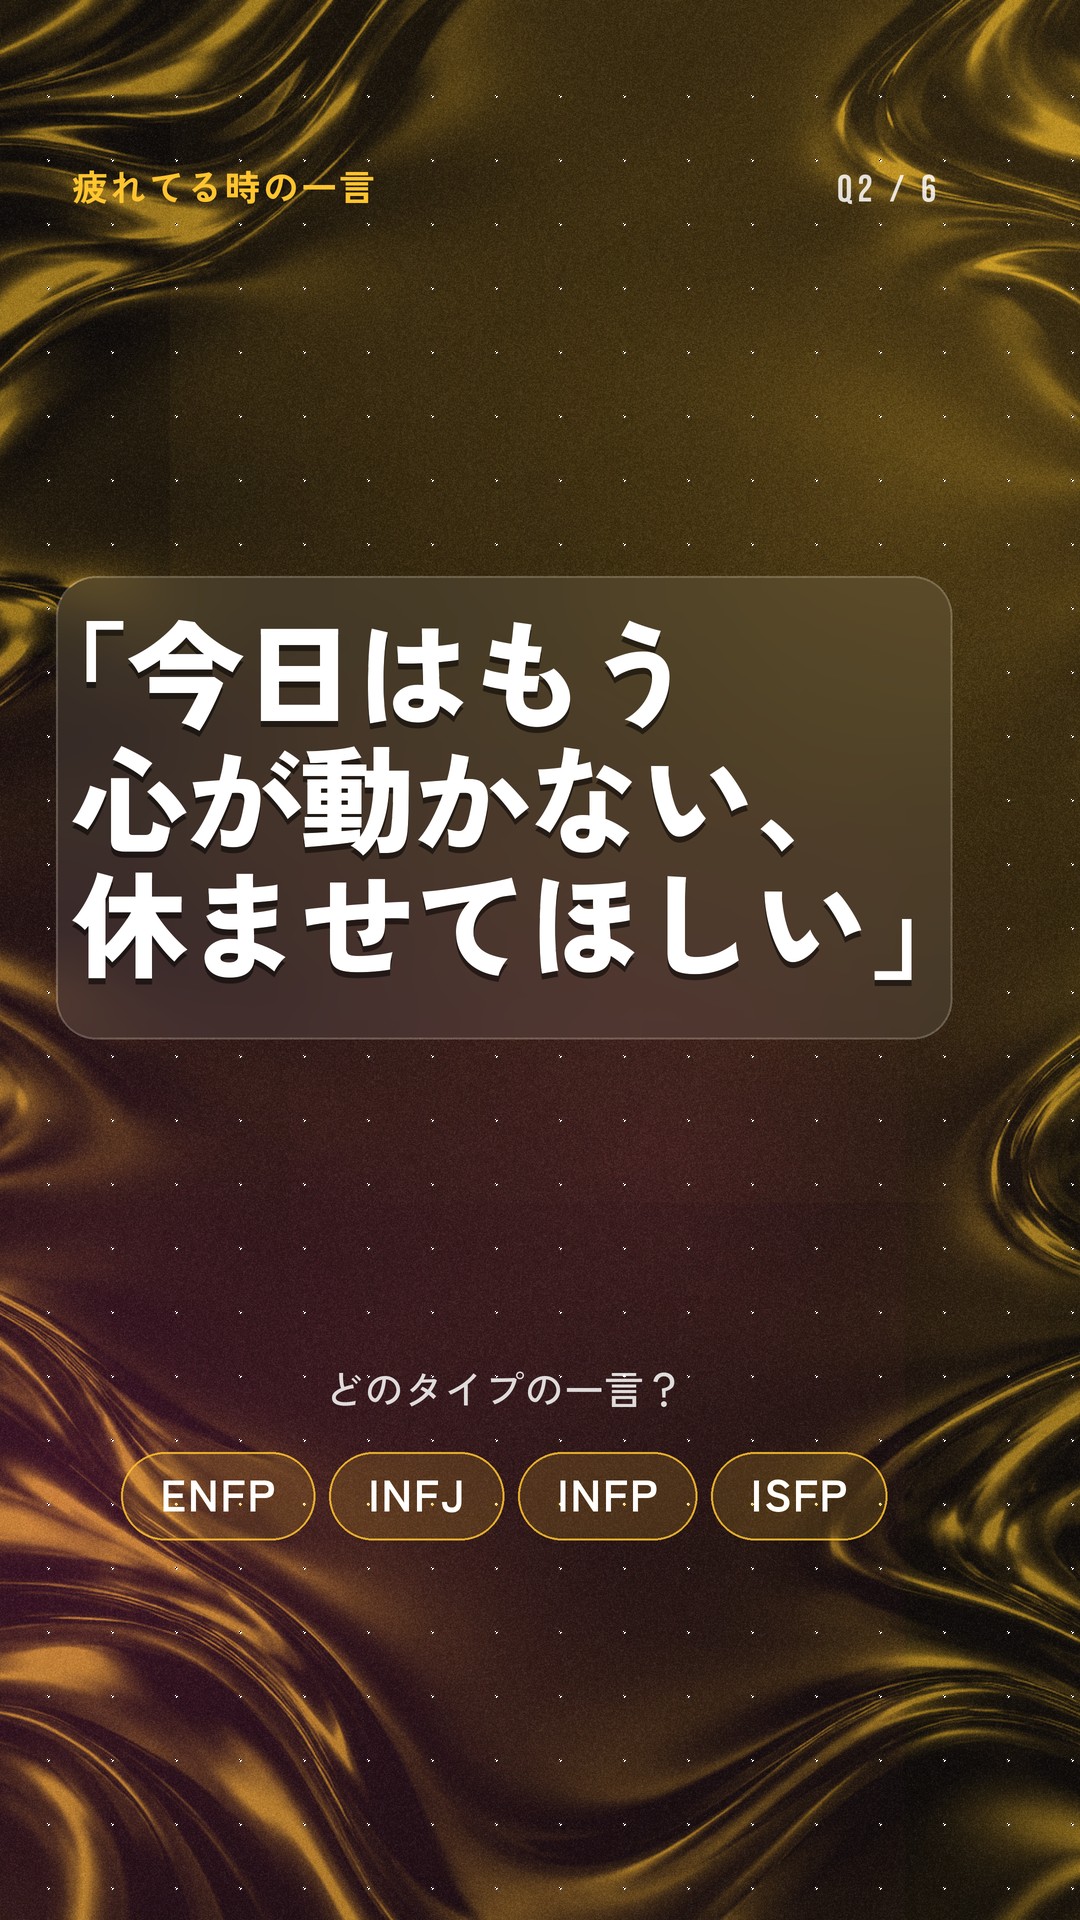 疲れてる時の一言
Q2 / 6
「今日はもう
心が動かない、
休ませてほしい」
どのタイプの一言？
ENFP INFJ INFP ISFP